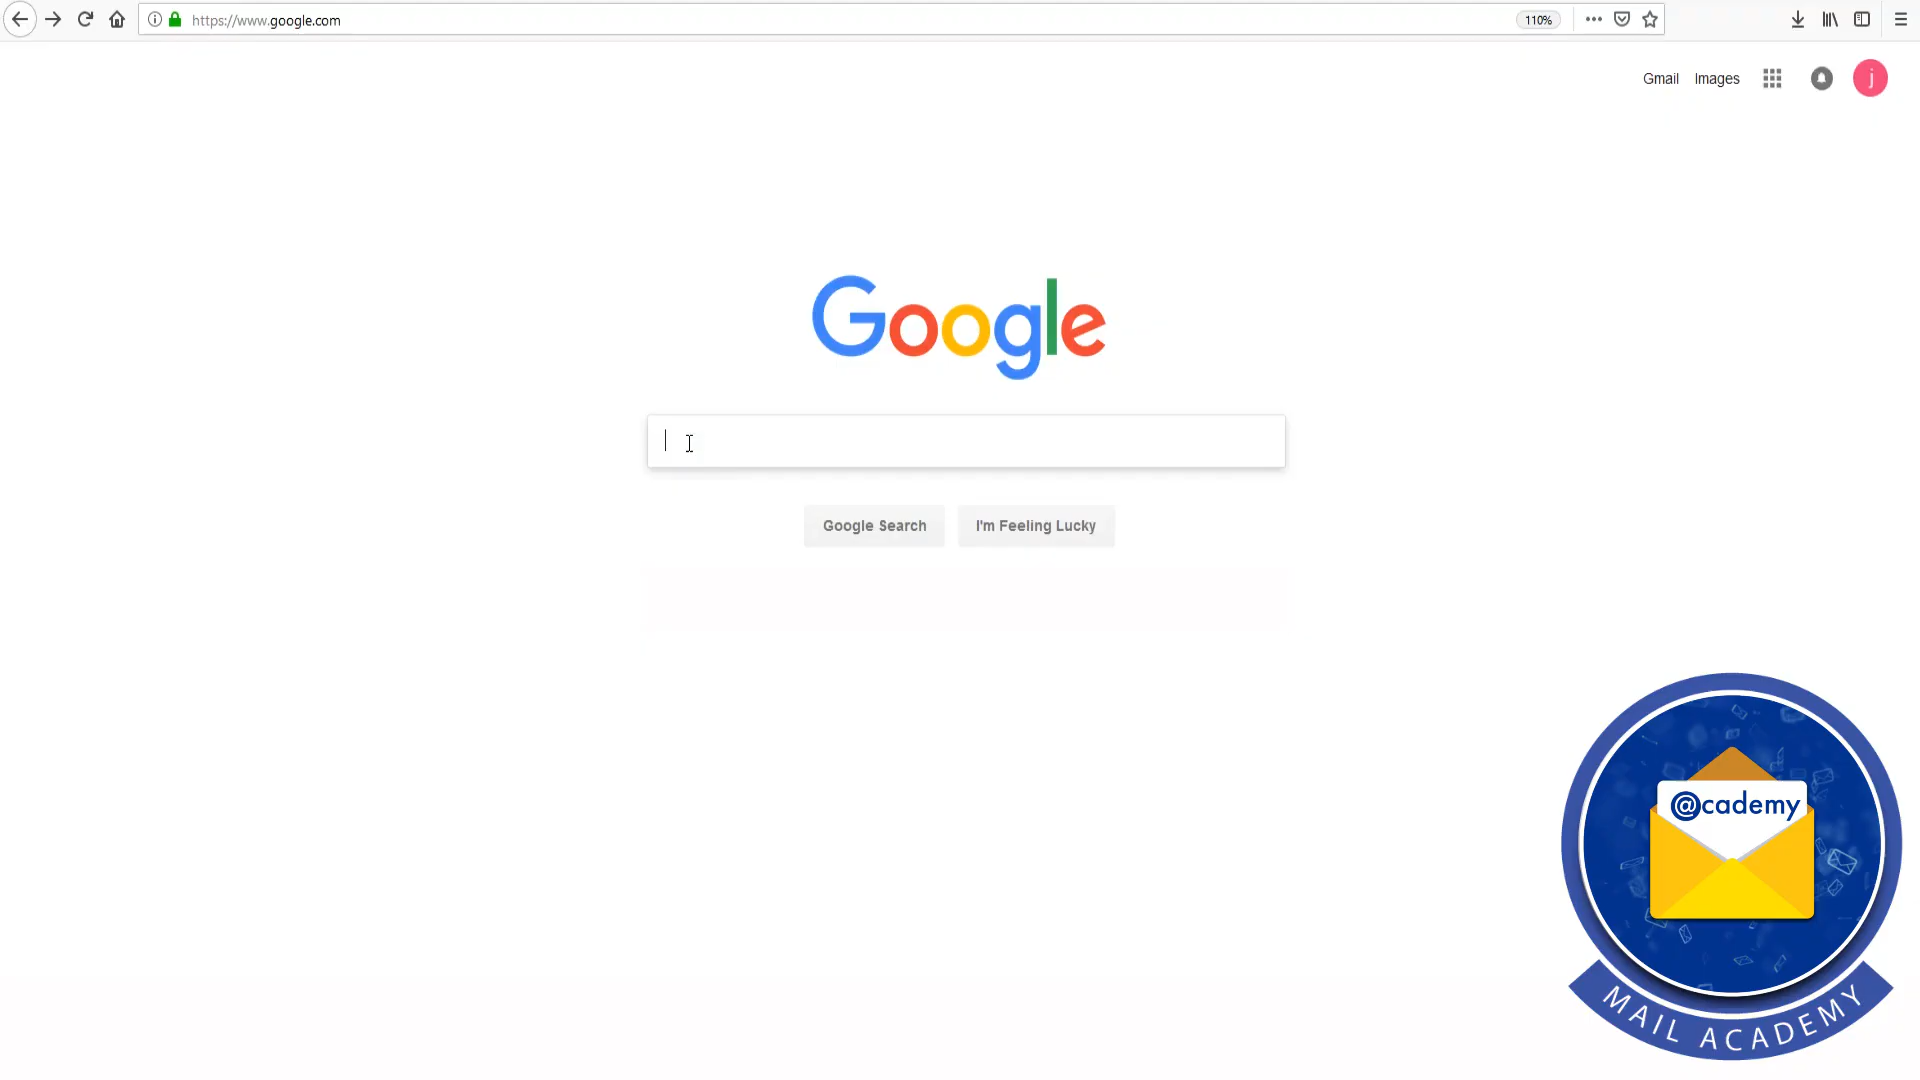 https://www.google.com
110%
Gmail Images
j
Google
Google Search
I'm Feeling Lucky
@cademy
MAIL ACADEMY